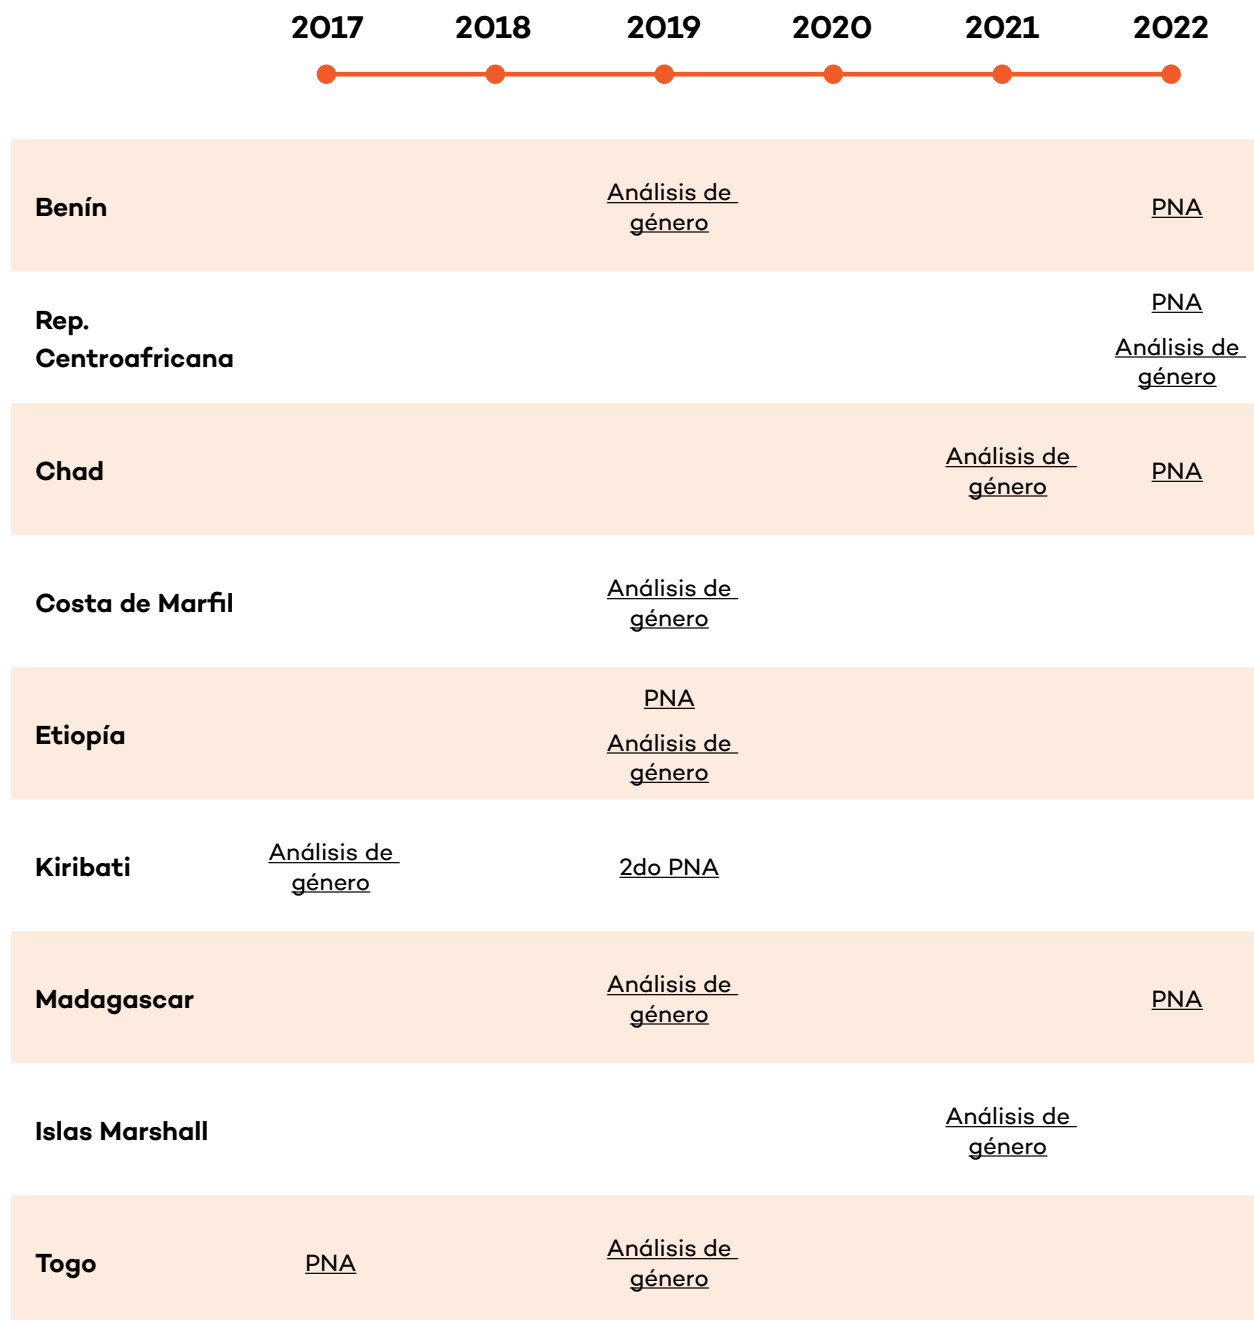 2017 2018 2019 2020 2021 2022
Benín
Análisis de
género
PNA
Rep.
Centroafricana
PNA
Análisis de
género
Chad
Análisis de
género
PNA
Costa de Marfil
Análisis de
género
Etiopía
PNA
Análisis de
género
Kiribati
Análisis de
género
2do PNA
Madagascar
Análisis de
género
PNA
Islas Marshall
Análisis de
género
Togo
PNA
Análisis de
género